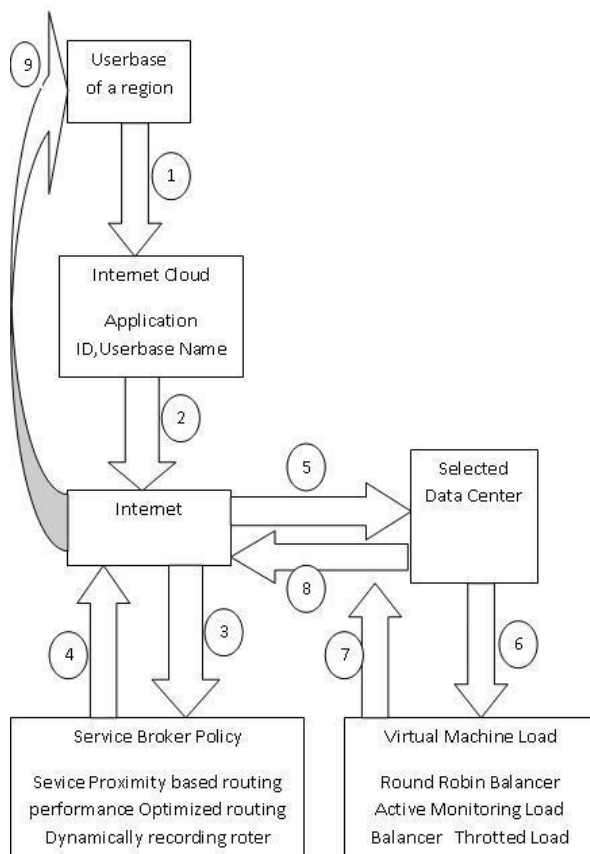 9
Userbase
of a region
1
Internet Cloud
Application
ID,Userbase Name
2
Internet
5
Selected
Data Center
8
4
3
7
6
Service Broker Policy
Sevice Proximity based routing
performance Optimized routing
Dynamically recording roter
Virtual Machine Load
Round Robin Balancer
Active Monitoring Load
Balancer Throtted Load